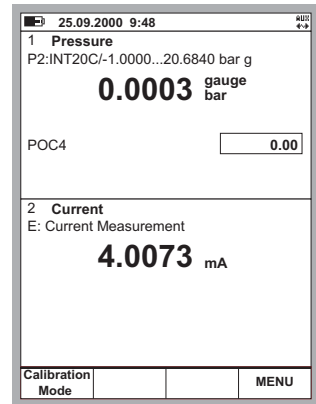 25.09.2000 9:48 AUX
1 Pressure
P2:INT20C/-1.0000...20.6840 bar g
0.0003 gauge bar
POC4 0.00
2 Current
E: Current Measurement
4.0073 mA
Calibration Mode MENU